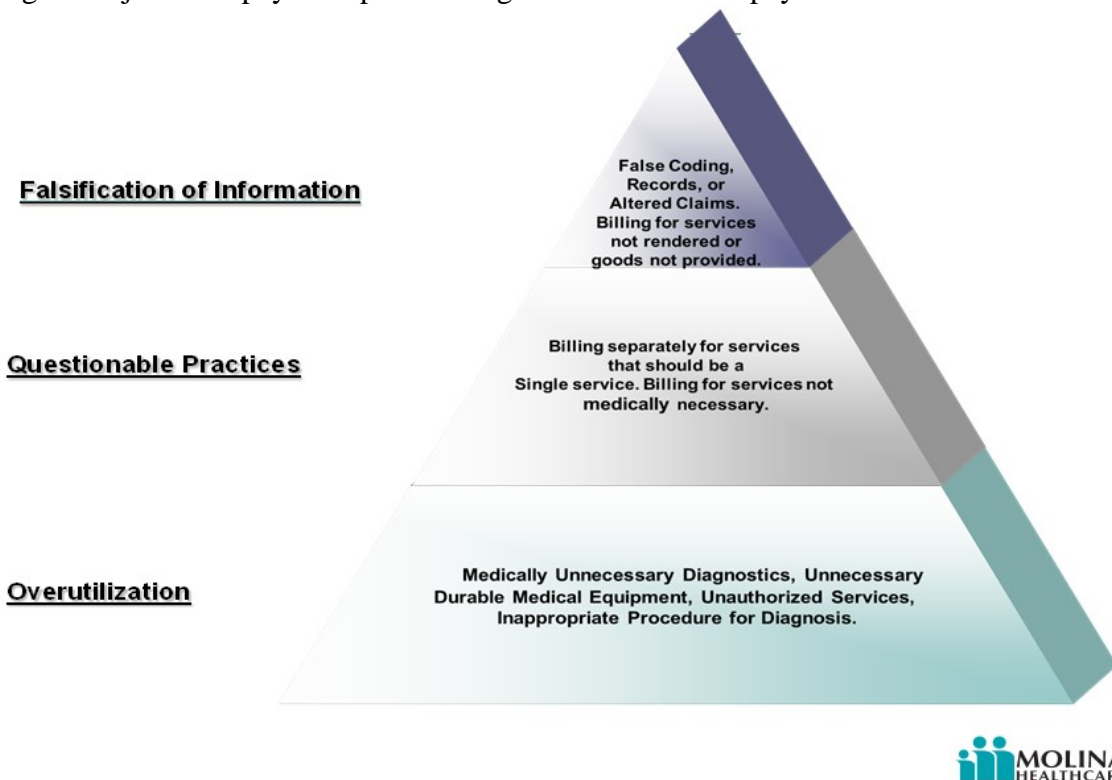 Falsification of Information
False Coding,
Records, or
Altered Claims.
Billing for services
not rendered or
goods not provided.
Questionable Practices
Billing separately for services
that should be a
Single service. Billing for services not
medically necessary.
Overutilization
Medically Unnecessary Diagnostics, Unnecessary
Durable Medical Equipment, Unauthorized Services,
Inappropriate Procedure for Diagnosis.
MOLINA
HEALTHCARE